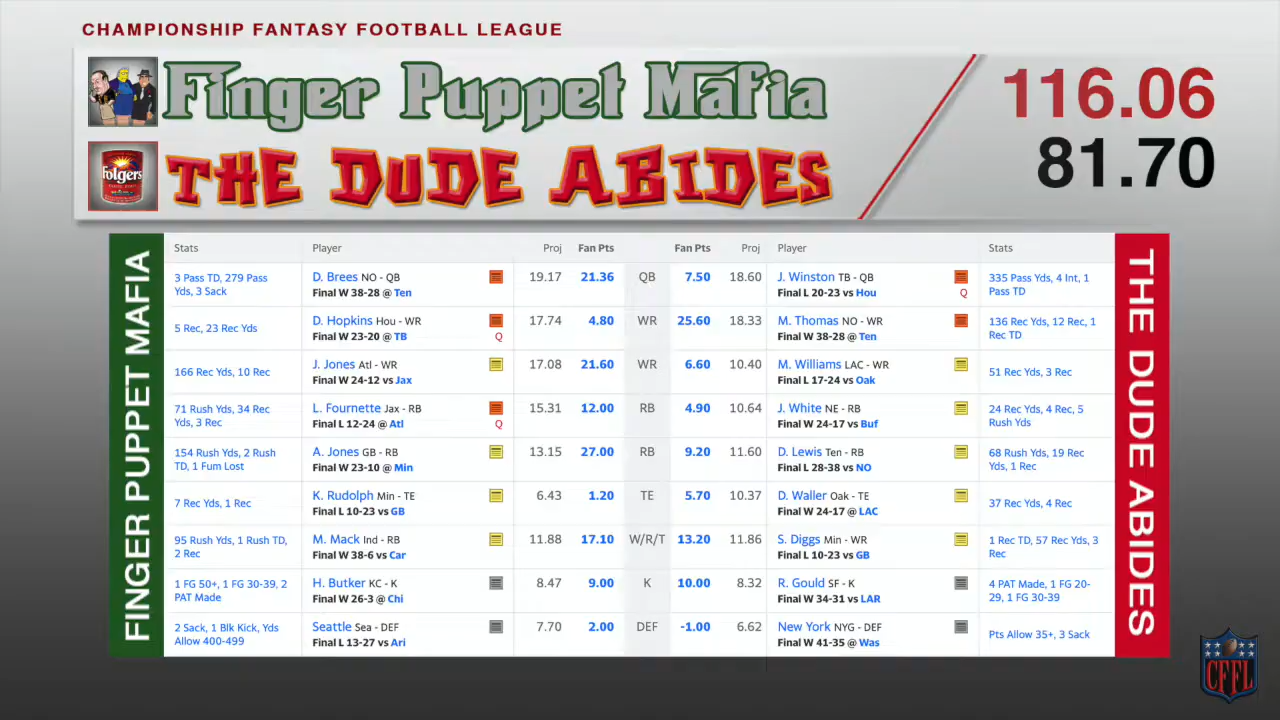 CHAMPIONSHIP FANTASY FOOTBALL LEAGUE
Finger Puppet Mafia
116.06
Folgers
THE DUDE ABIDES
81.70
FINGER PUPPET MAFIA
THE DUDE ABIDES
Stats Player Proj Fan Pts Fan Pts Proj Player Stats
3 Pass TD, 279 Pass Yds, 3 Sack D. Brees NO - QB Final W 38-28 @ Ten 19.17 21.36 QB 7.50 18.60 J. Winston TB - QB Final L 20-23 vs Hou Q 335 Pass Yds, 4 Int, 1 Pass TD
5 Rec, 23 Rec Yds D. Hopkins Hou - WR Final W 23-20 @ TB Q 17.74 4.80 WR 25.60 18.33 M. Thomas NO - WR Final W 38-28 @ Ten 136 Rec Yds, 12 Rec, 1 Rec TD
166 Rec Yds, 10 Rec J. Jones Atl - WR Final W 24-12 vs Jax 17.08 21.60 WR 6.60 10.40 M. Williams LAC - WR Final L 17-24 vs Oak 51 Rec Yds, 3 Rec
71 Rush Yds, 34 Rec Yds, 3 Rec L. Fournette Jax - RB Final L 12-24 @ Atl Q 15.31 12.00 RB 4.90 10.64 J. White NE - RB Final W 24-17 vs Buf 24 Rec Yds, 4 Rec, 5 Rush Yds
154 Rush Yds, 2 Rush TD, 1 Fum Lost A. Jones GB - RB Final W 23-10 @ Min 13.15 27.00 RB 9.20 11.60 D. Lewis Ten - RB Final L 28-38 vs NO 68 Rush Yds, 19 Rec Yds, 1 Rec
7 Rec Yds, 1 Rec K. Rudolph Min - TE Final L 10-23 vs GB 6.43 1.20 TE 5.70 10.37 D. Waller Oak - TE Final W 24-17 @ LAC 37 Rec Yds, 4 Rec
95 Rush Yds, 1 Rush TD, 2 Rec M. Mack Ind - RB Final W 38-6 vs Car 11.88 17.10 W/R/T 13.20 11.86 S. Diggs Min - WR Final L 10-23 vs GB 1 Rec TD, 57 Rec Yds, 3 Rec
1 FG 50+, 1 FG 30-39, 2 PAT Made H. Butker KC - K Final W 26-3 @ Chi 8.47 9.00 K 10.00 8.32 R. Gould SF - K Final W 34-31 vs LAR 4 PAT Made, 1 FG 20-29, 1 FG 30-39
2 Sack, 1 Blk Kick, Yds Allow 400-499 Seattle Sea - DEF Final L 13-27 vs Ari 7.70 2.00 DEF -1.00 6.62 New York NYG - DEF Final W 41-35 @ Was Pts Allow 35+, 3 Sack
CFFL